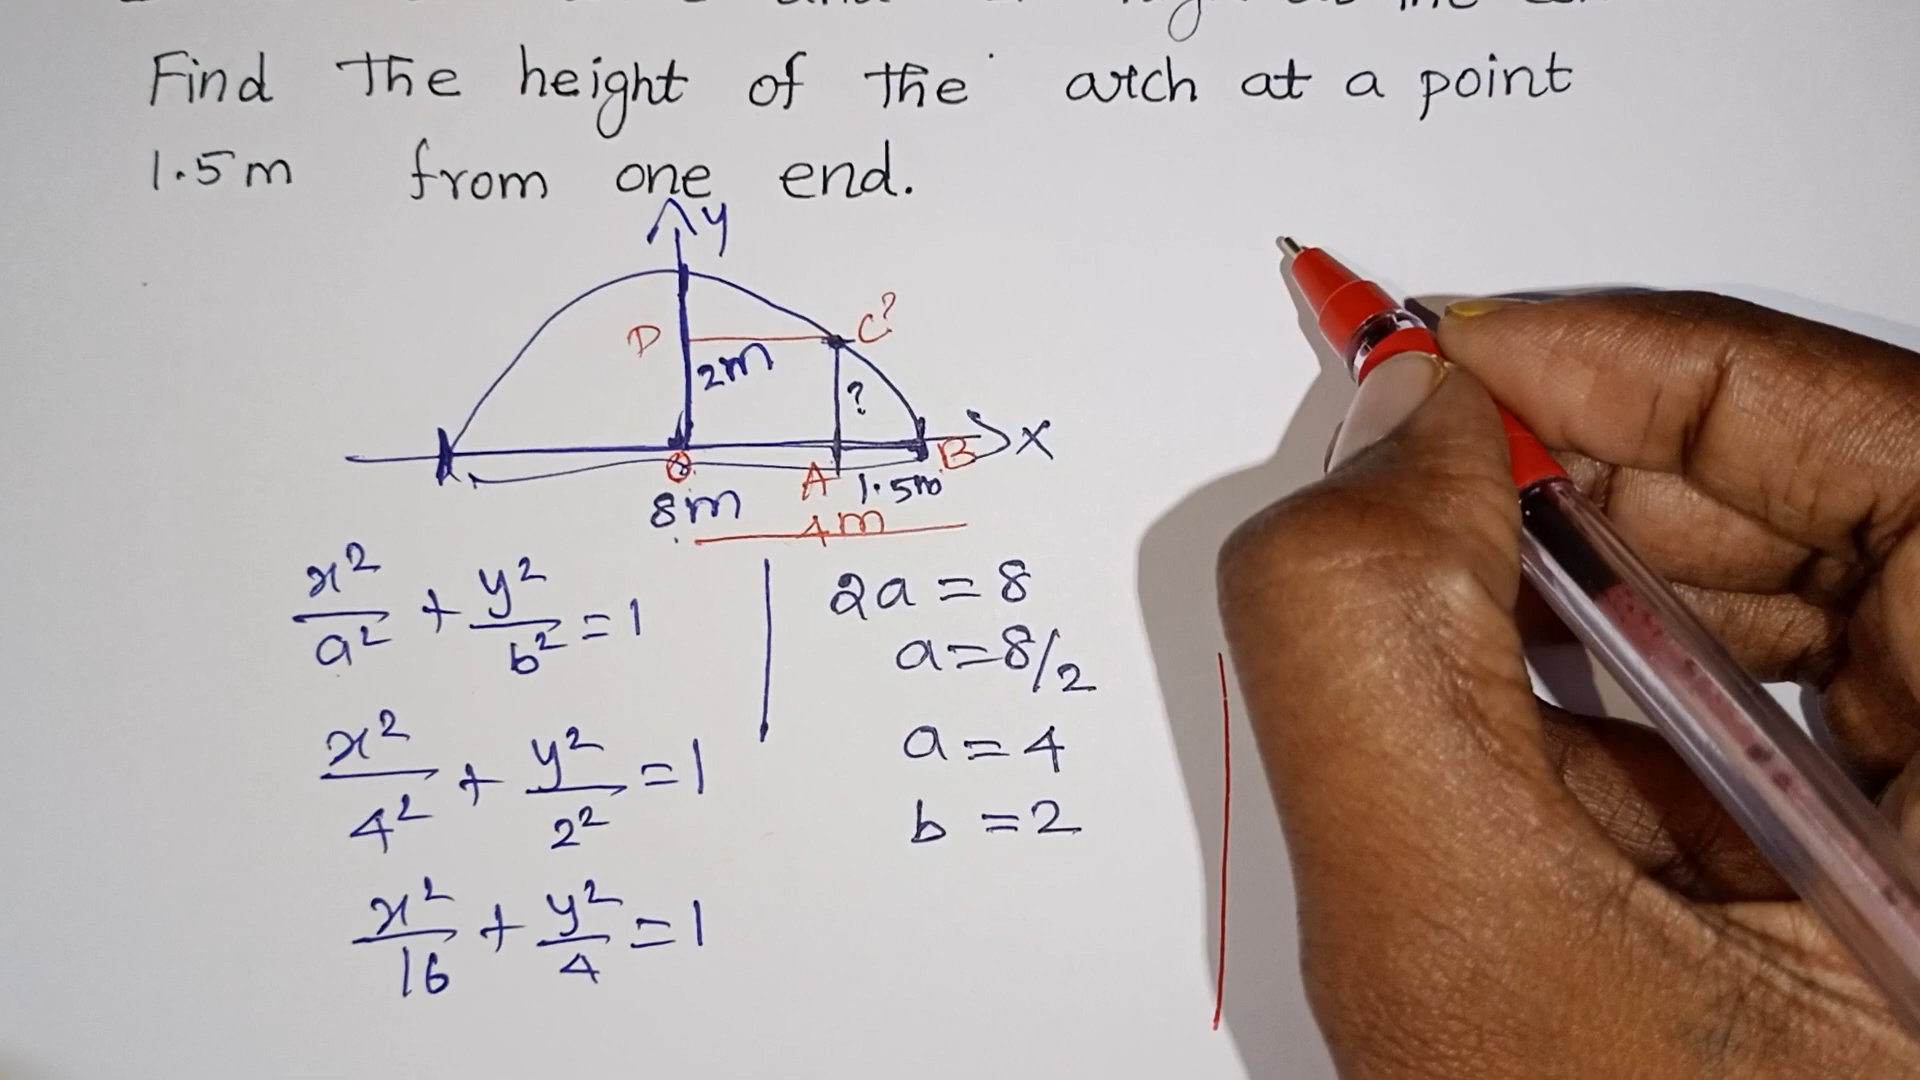 Find The height of The arch at a point
1.5m from one end.
y
D
C?
2m
?
x
O
A
B
8m
1.5m
4m
x²/a² + y²/b² = 1
2a = 8
a = 8/2
x²/4² + y²/2² = 1
a = 4
b = 2
x²/16 + y²/4 = 1